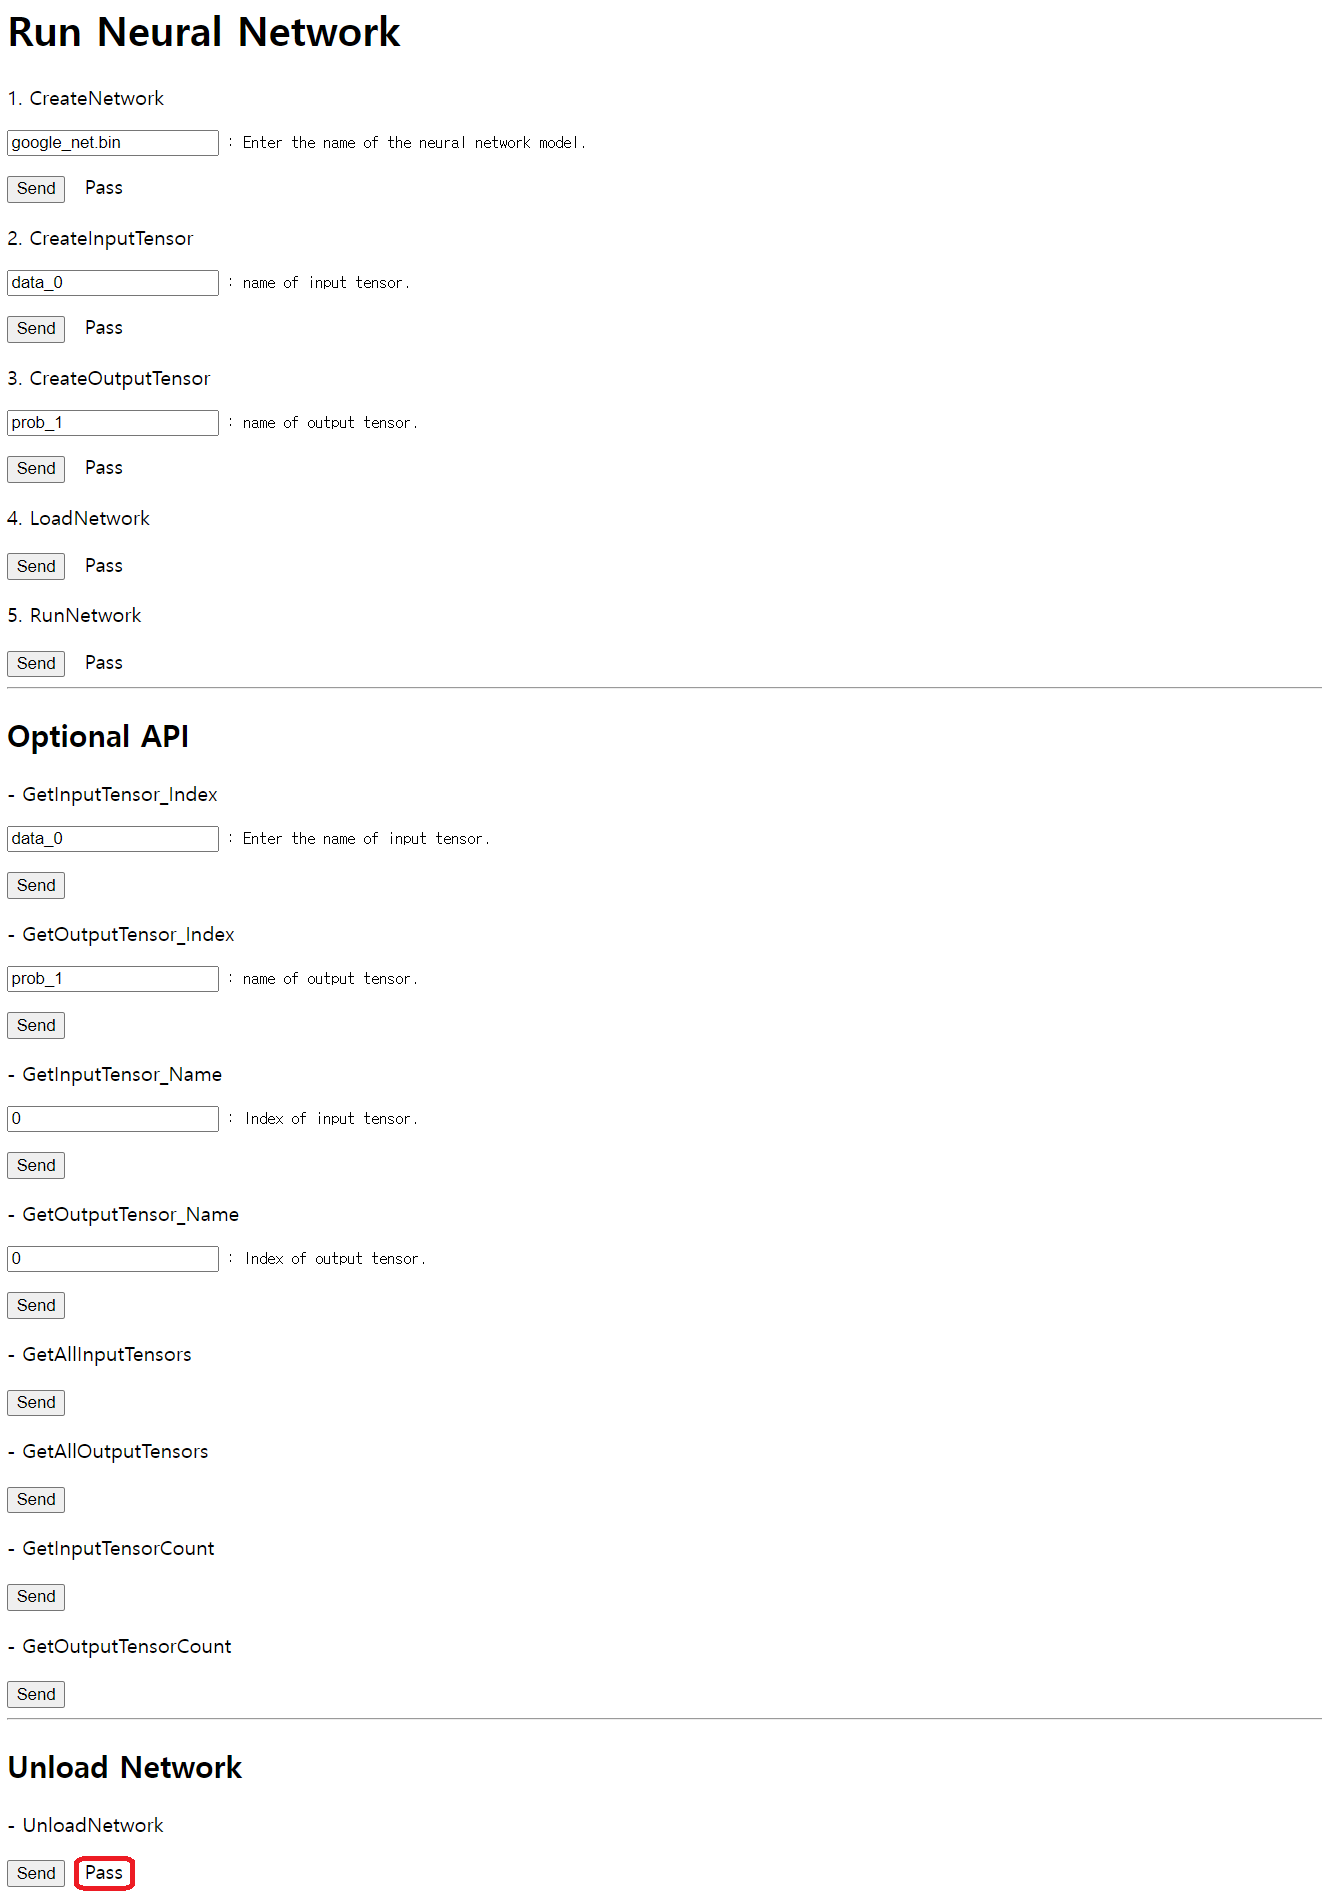 Run Neural Network
1. CreateNetwork
google_net.bin : Enter the name of the neural network model.
Send Pass
2. CreateInputTensor
data_0 : name of input tensor.
Send Pass
3. CreateOutputTensor
prob_1 : name of output tensor.
Send Pass
4. LoadNetwork
Send Pass
5. RunNetwork
Send Pass
Optional API
- GetInputTensor_Index
data_0 : Enter the name of input tensor.
Send
- GetOutputTensor_Index
prob_1 : name of output tensor.
Send
- GetInputTensor_Name
0 : Index of input tensor.
Send
- GetOutputTensor_Name
0 : Index of output tensor.
Send
- GetAllInputTensors
Send
- GetAllOutputTensors
Send
- GetInputTensorCount
Send
- GetOutputTensorCount
Send
Unload Network
- UnloadNetwork
Send Pass